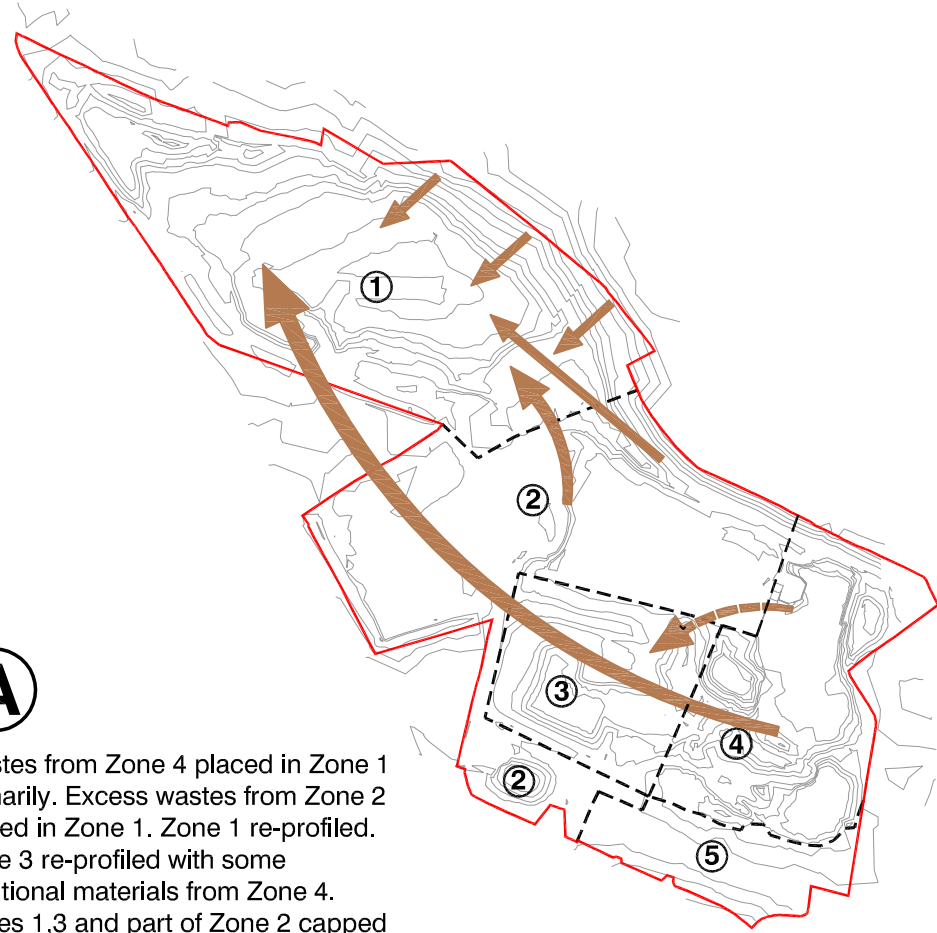 1
2
3
4
2
5
A
stes from Zone 4 placed in Zone 1
narily. Excess wastes from Zone 2
ed in Zone 1. Zone 1 re-profiled.
e 3 re-profiled with some
tional materials from Zone 4.
es 1,3 and part of Zone 2 capped